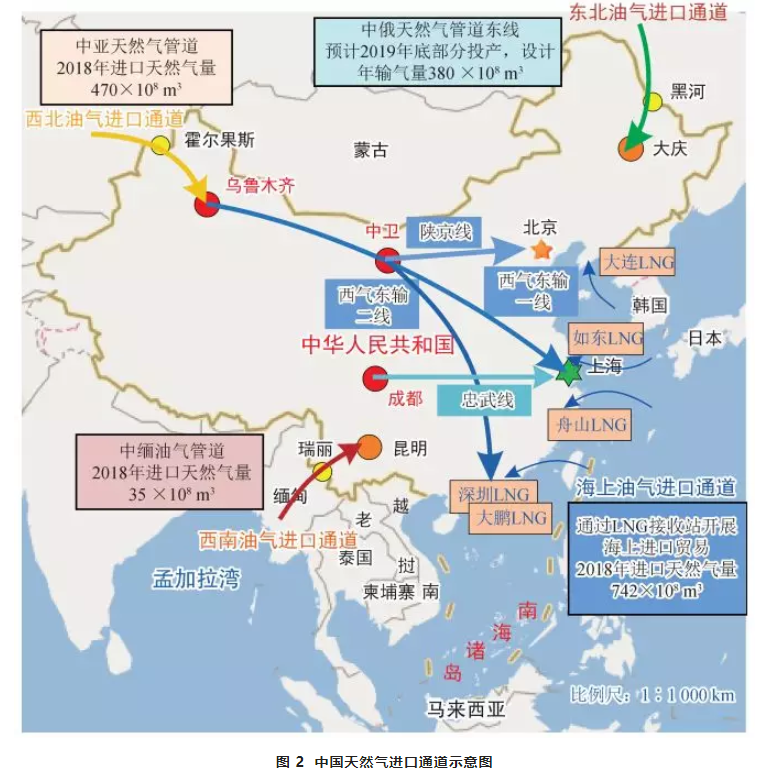 东北油气进口通道
中亚天然气管道
2018年进口天然气量
470×10⁸ m³
中俄天然气管道东线
预计2019年底部分投产，设计
年输气量380 ×10⁸ m³
黑河
西北油气进口通道
霍尔果斯
蒙古
大庆
乌鲁木齐
中卫
陕京线
北京
大连LNG
西气东输
二线
西气东输
一线
韩国
中华人民共和国
如东LNG
日本
上海
成都
忠武线
舟山LNG
中缅油气管道
2018年进口天然气量
35 ×10⁸ m³
瑞丽
昆明
缅甸
深圳LNG
大鹏LNG
海上油气进口通道
西南油气进口通道
老
越
泰国
挝
柬埔寨
南
孟加拉湾
通过LNG接收站开展
海上进口贸易
2018年进口天然气量
742×10⁸ m³
南
海
诸
岛
比例尺：1∶1 000 km
马来西亚
图 2 中国天然气进口通道示意图